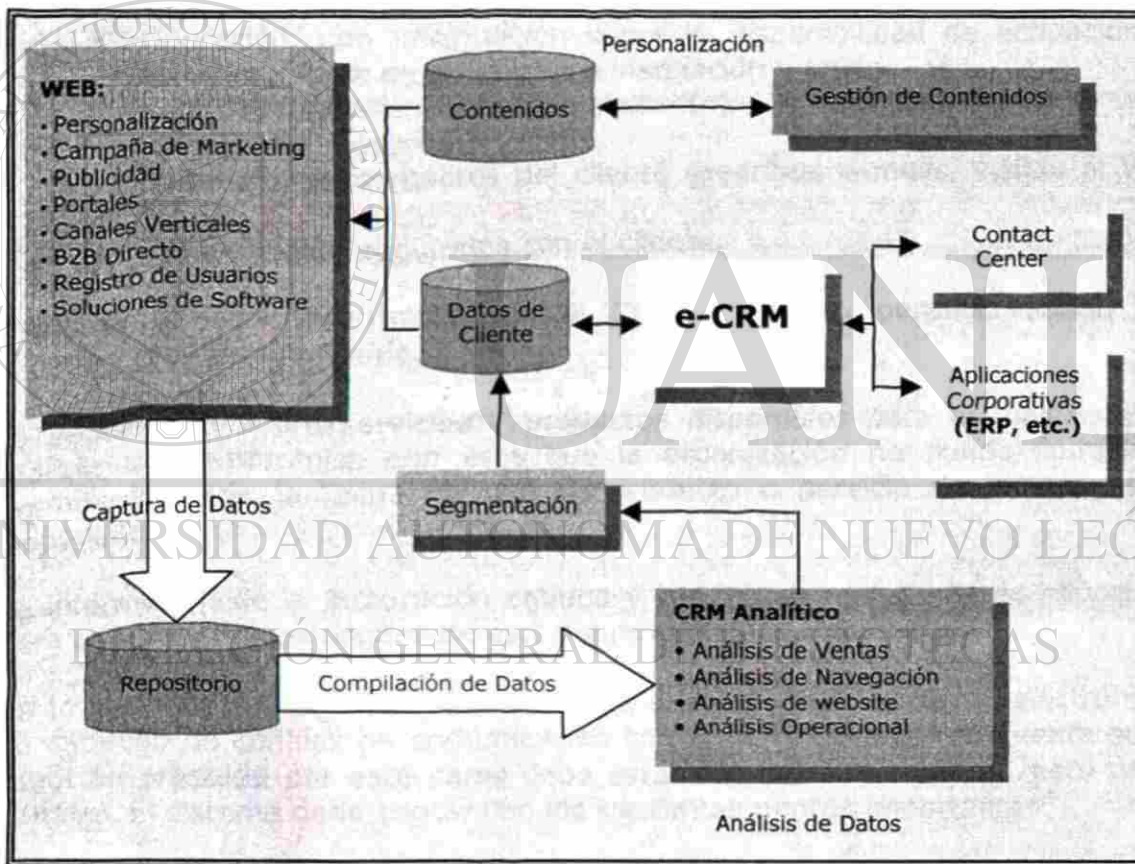 Personalización
WEB:
• Personalización
• Campaña de Marketing
• Publicidad
• Portales
• Canales Verticales
• B2B Directo
• Registro de Usuarios
• Soluciones de Software
Contenidos
Gestión de Contenidos
Datos de
Cliente
e-CRM
Contact
Center
Aplicaciones
Corporativas
(ERP, etc.)
Captura de Datos
Segmentación
CRM Analítico
• Análisis de Ventas
• Análisis de Navegación
• Análisis de website
• Análisis Operacional
Repositorio
Compilación de Datos
Análisis de Datos
UANL
UNIVERSIDAD AUTÓNOMA DE NUEVO LEÓ
DIRECCIÓN GENERAL DE BIBLIOTECAS